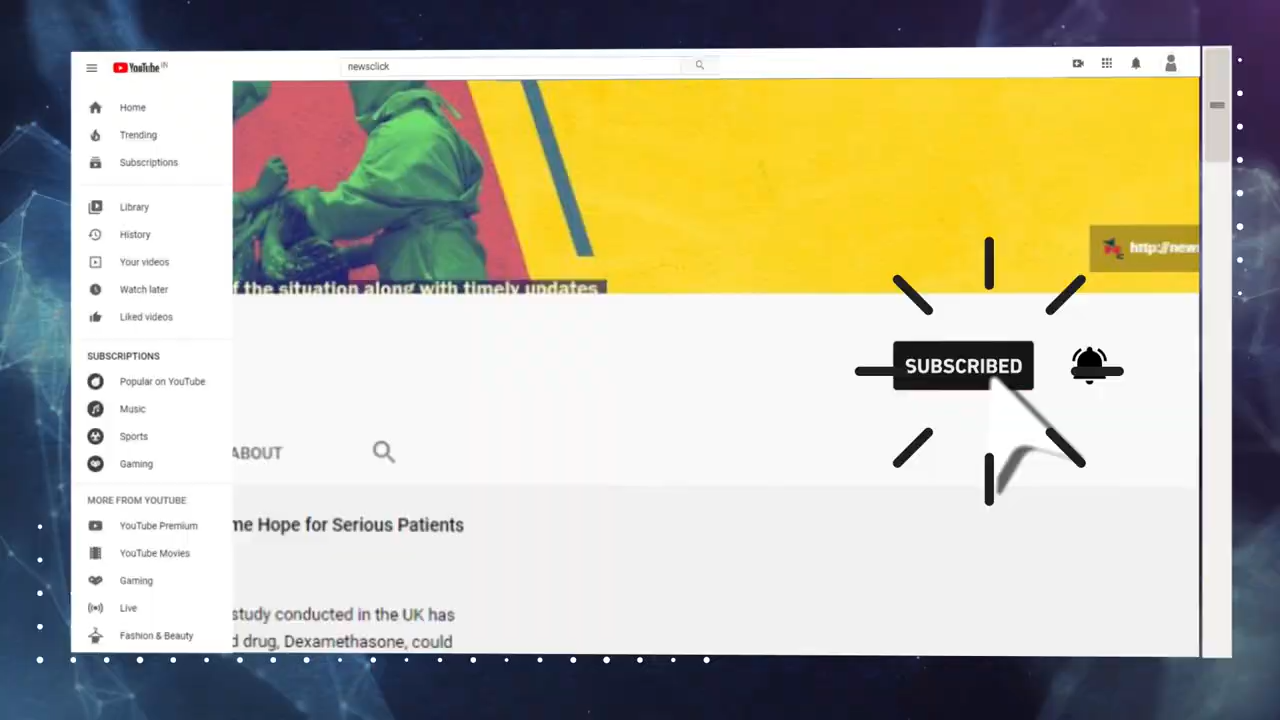 YouTube IN
newsclick
Home
Trending
Subscriptions
Library
History
Your videos
Watch later
Liked videos
SUBSCRIPTIONS
Popular on YouTube
Music
Sports
Gaming
MORE FROM YOUTUBE
YouTube Premium
YouTube Movies
Gaming
Live
Fashion & Beauty
http://new
f the situation along with timely updates
SUBSCRIBED
ABOUT
me Hope for Serious Patients
study conducted in the UK has
d drug, Dexamethasone, could